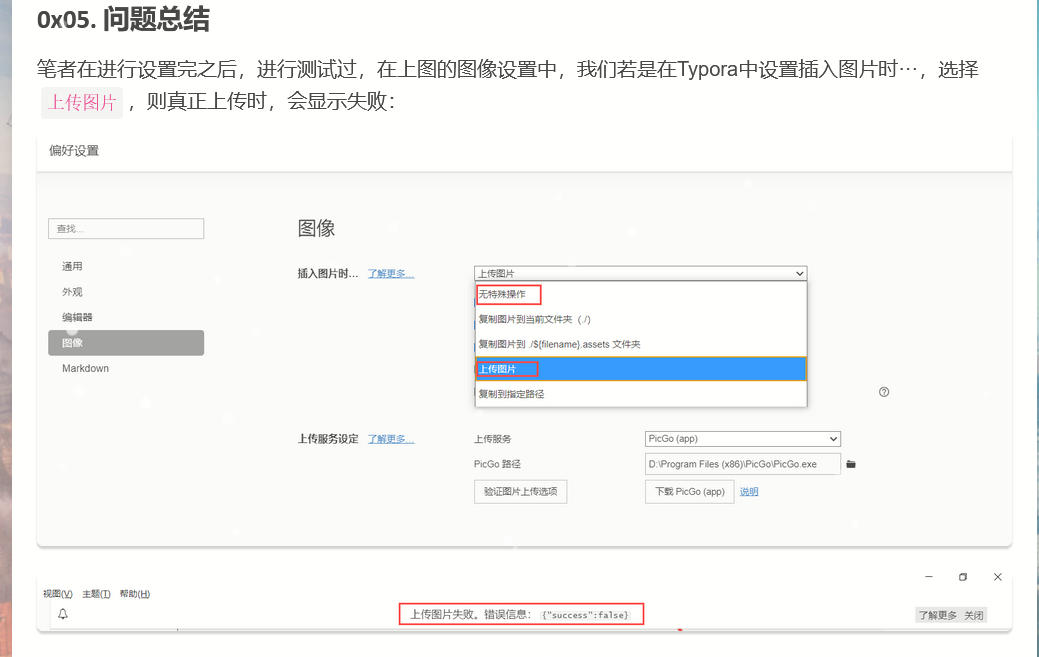 0x05. 问题总结
笔者在进行设置完之后，进行测试过，在上图的图像设置中，我们若是在Typora中设置插入图片时…，选择
上传图片，则真正上传时，会显示失败：
偏好设置
查找...
通用
外观
编辑器
图像
Markdown
图像
插入图片时... 了解更多...
上传图片
无特殊操作
复制图片到当前文件夹 (./)
复制图片到 ./${filename}.assets 文件夹
上传图片
复制到指定路径
上传服务设定 了解更多...
上传服务 PicGo (app)
PicGo 路径 D:\Program Files (x86)\PicGo\PicGo.exe
验证图片上传选项 下载 PicGo (app) 说明
视图(V) 主题(T) 帮助(H)
上传图片失败。错误信息： {"success":false} 了解更多 关闭